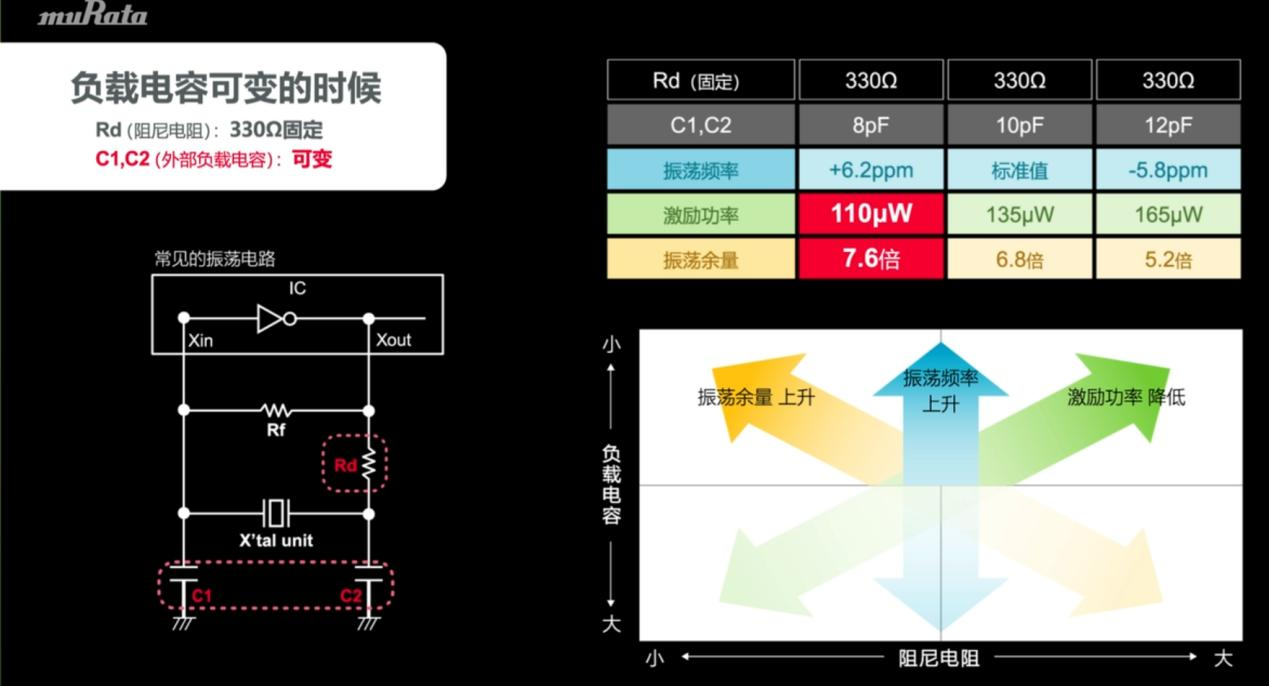 muRata
负载电容可变的时候
Rd (阻尼电阻)：330Ω固定
C1,C2 (外部负载电容)：可变
常见的振荡电路
IC
Xin
Xout
Rf
Rd
X'tal unit
C1
C2
Rd (固定) 330Ω 330Ω 330Ω
C1,C2 8pF 10pF 12pF
振荡频率 +6.2ppm 标准值 -5.8ppm
激励功率 110μW 135μW 165μW
振荡余量 7.6倍 6.8倍 5.2倍
小
负载电容
大
振荡余量 上升
振荡频率
上升
激励功率 降低
小 阻尼电阻 大